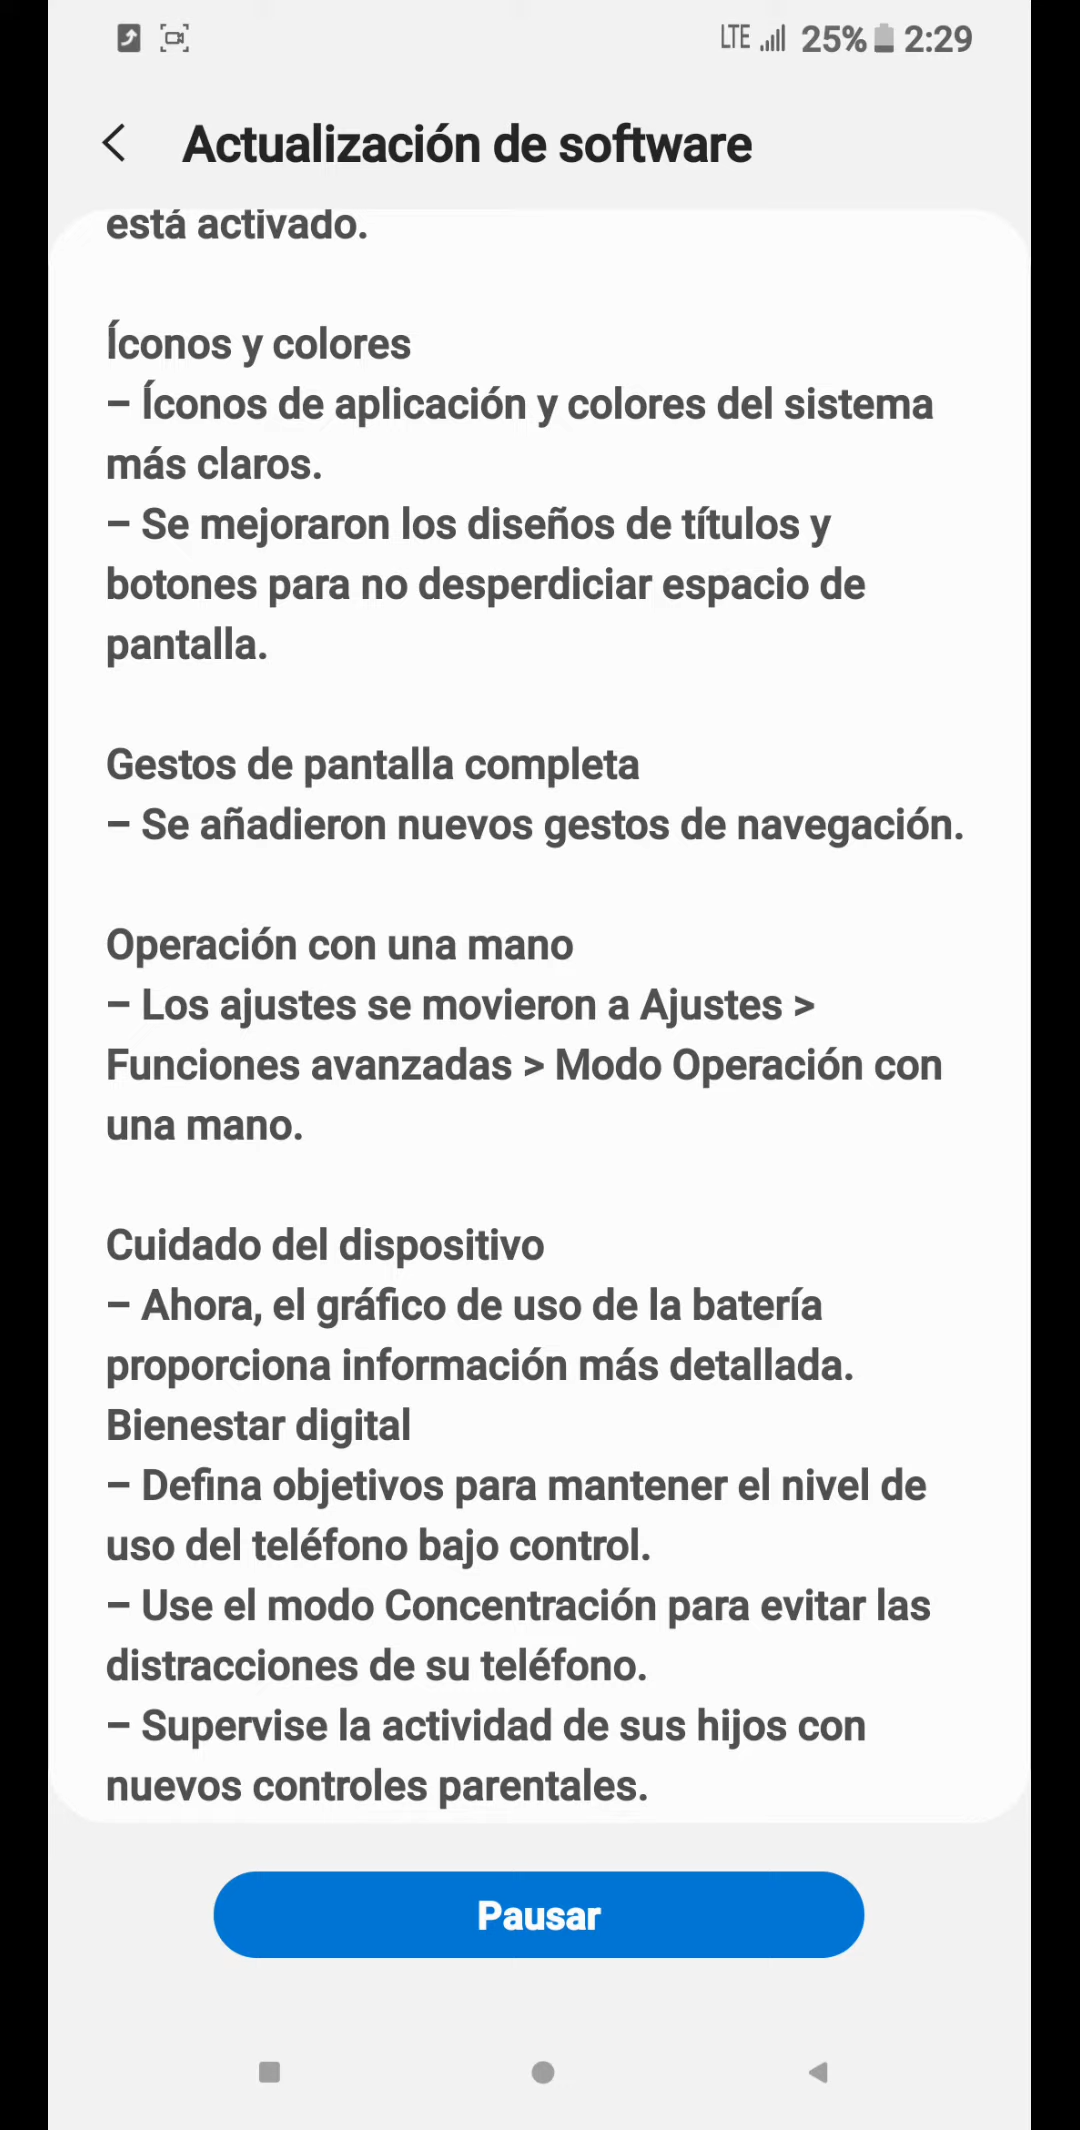 LTE 25% 2:29
Actualización de software
está activado.
Íconos y colores
– Íconos de aplicación y colores del sistema
más claros.
– Se mejoraron los diseños de títulos y
botones para no desperdiciar espacio de
pantalla.
Gestos de pantalla completa
– Se añadieron nuevos gestos de navegación.
Operación con una mano
– Los ajustes se movieron a Ajustes >
Funciones avanzadas > Modo Operación con
una mano.
Cuidado del dispositivo
– Ahora, el gráfico de uso de la batería
proporciona información más detallada.
Bienestar digital
– Defina objetivos para mantener el nivel de
uso del teléfono bajo control.
– Use el modo Concentración para evitar las
distracciones de su teléfono.
– Supervise la actividad de sus hijos con
nuevos controles parentales.
Pausar